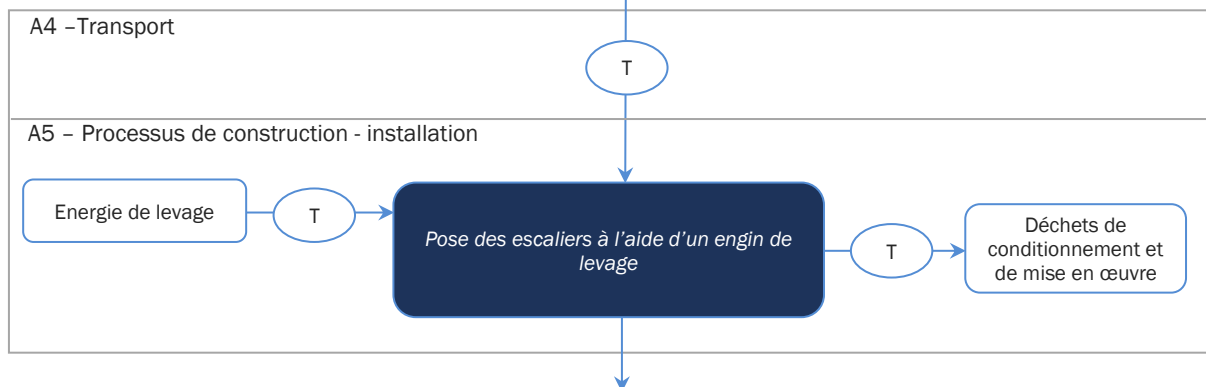 A4 –Transport
T
A5 – Processus de construction - installation
Energie de levage
T
Pose des escaliers à l’aide d’un engin de
levage
T
Déchets de
conditionnement et
de mise en œuvre